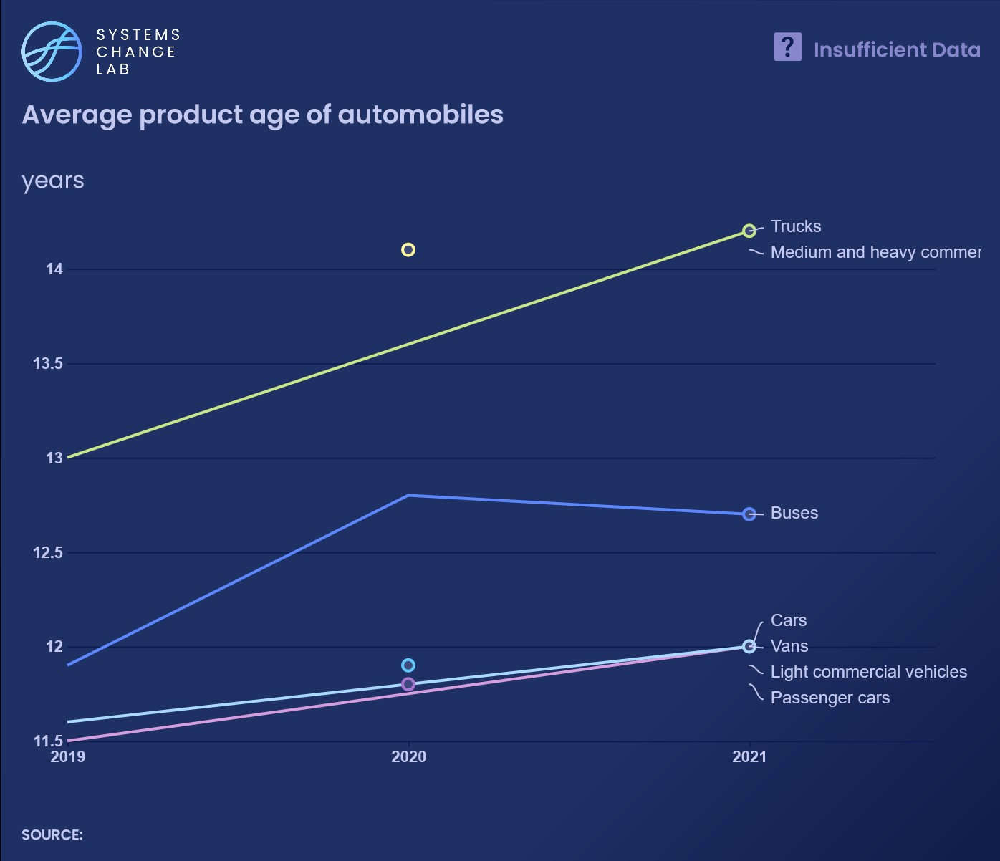 SYSTEMS
CHANGE
LAB
? Insufficient Data
Average product age of automobiles
years
Trucks
Medium and heavy commer
14
13.5
13
Buses
12.5
Cars
12
Vans
Light commercial vehicles
Passenger cars
11.5
2019 2020 2021
SOURCE: